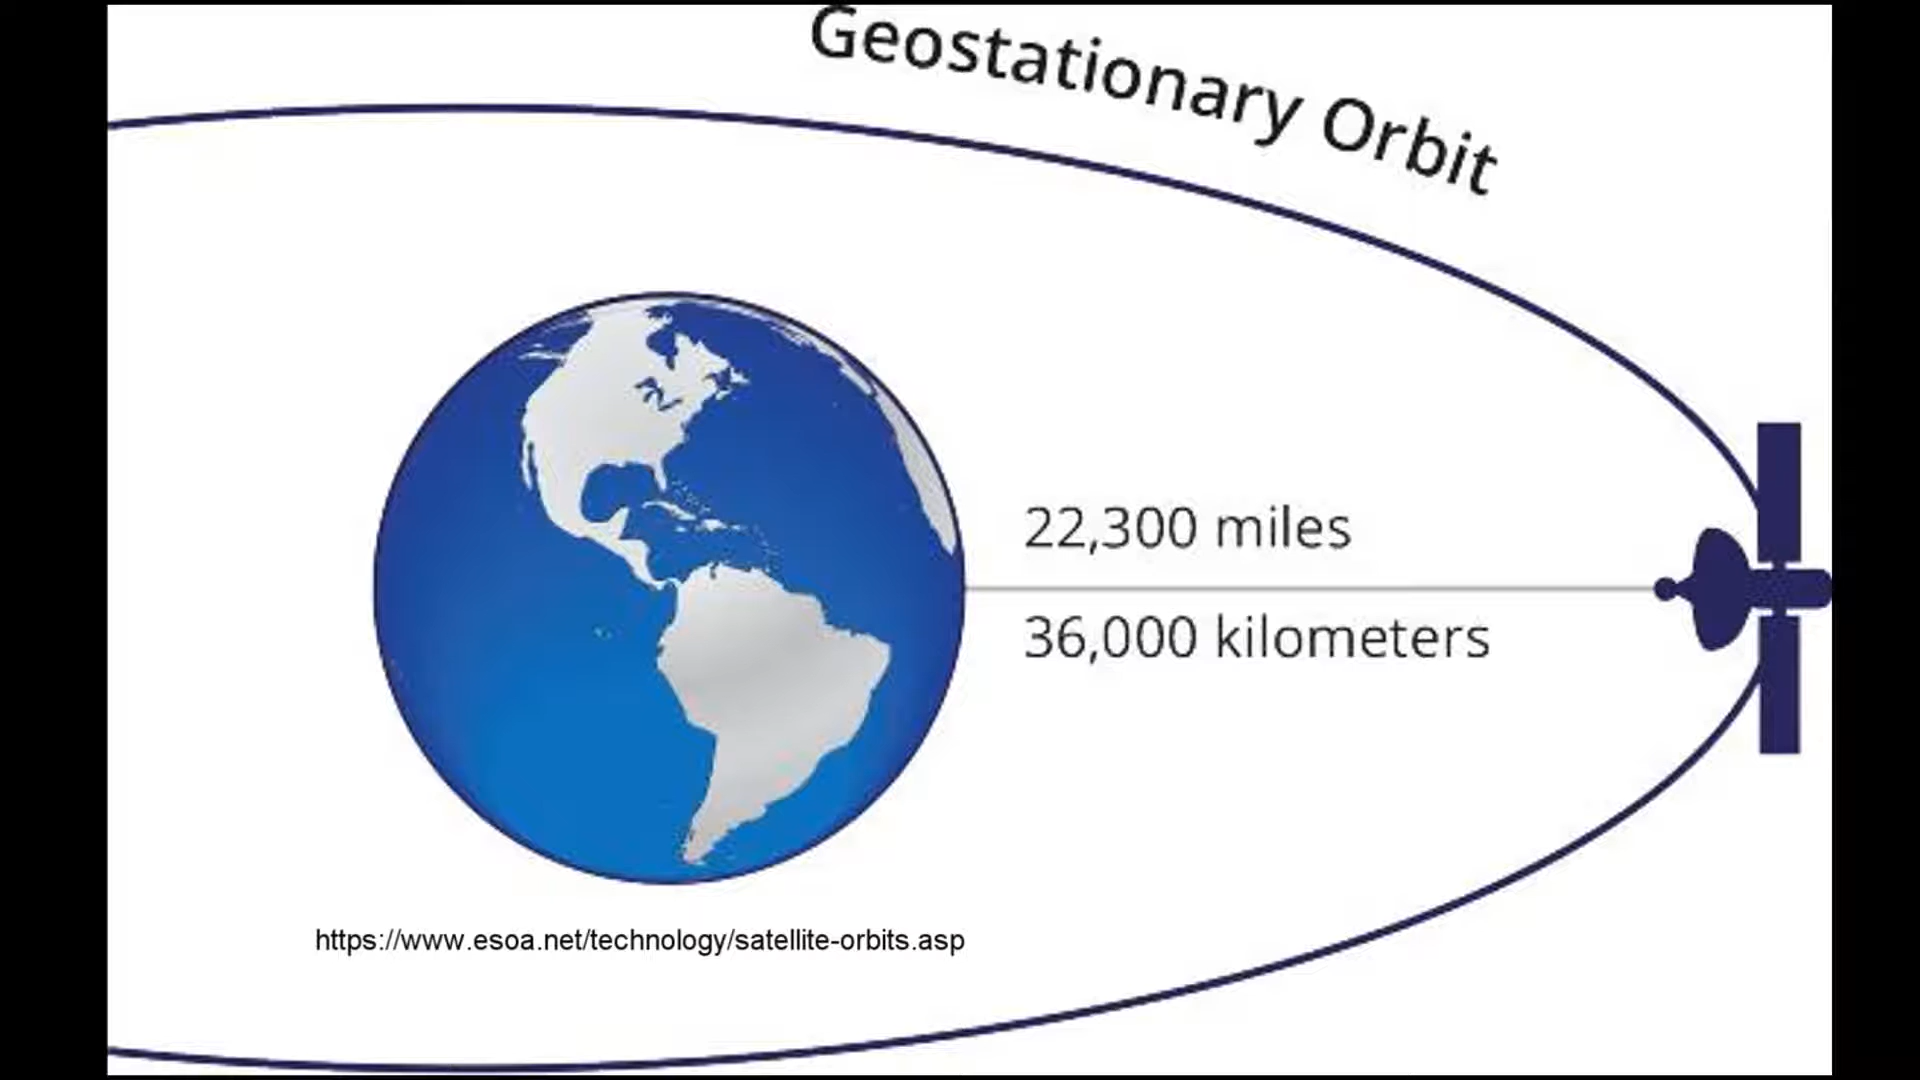 Geostationary Orbit
22,300 miles
36,000 kilometers
https://www.esoa.net/technology/satellite-orbits.asp